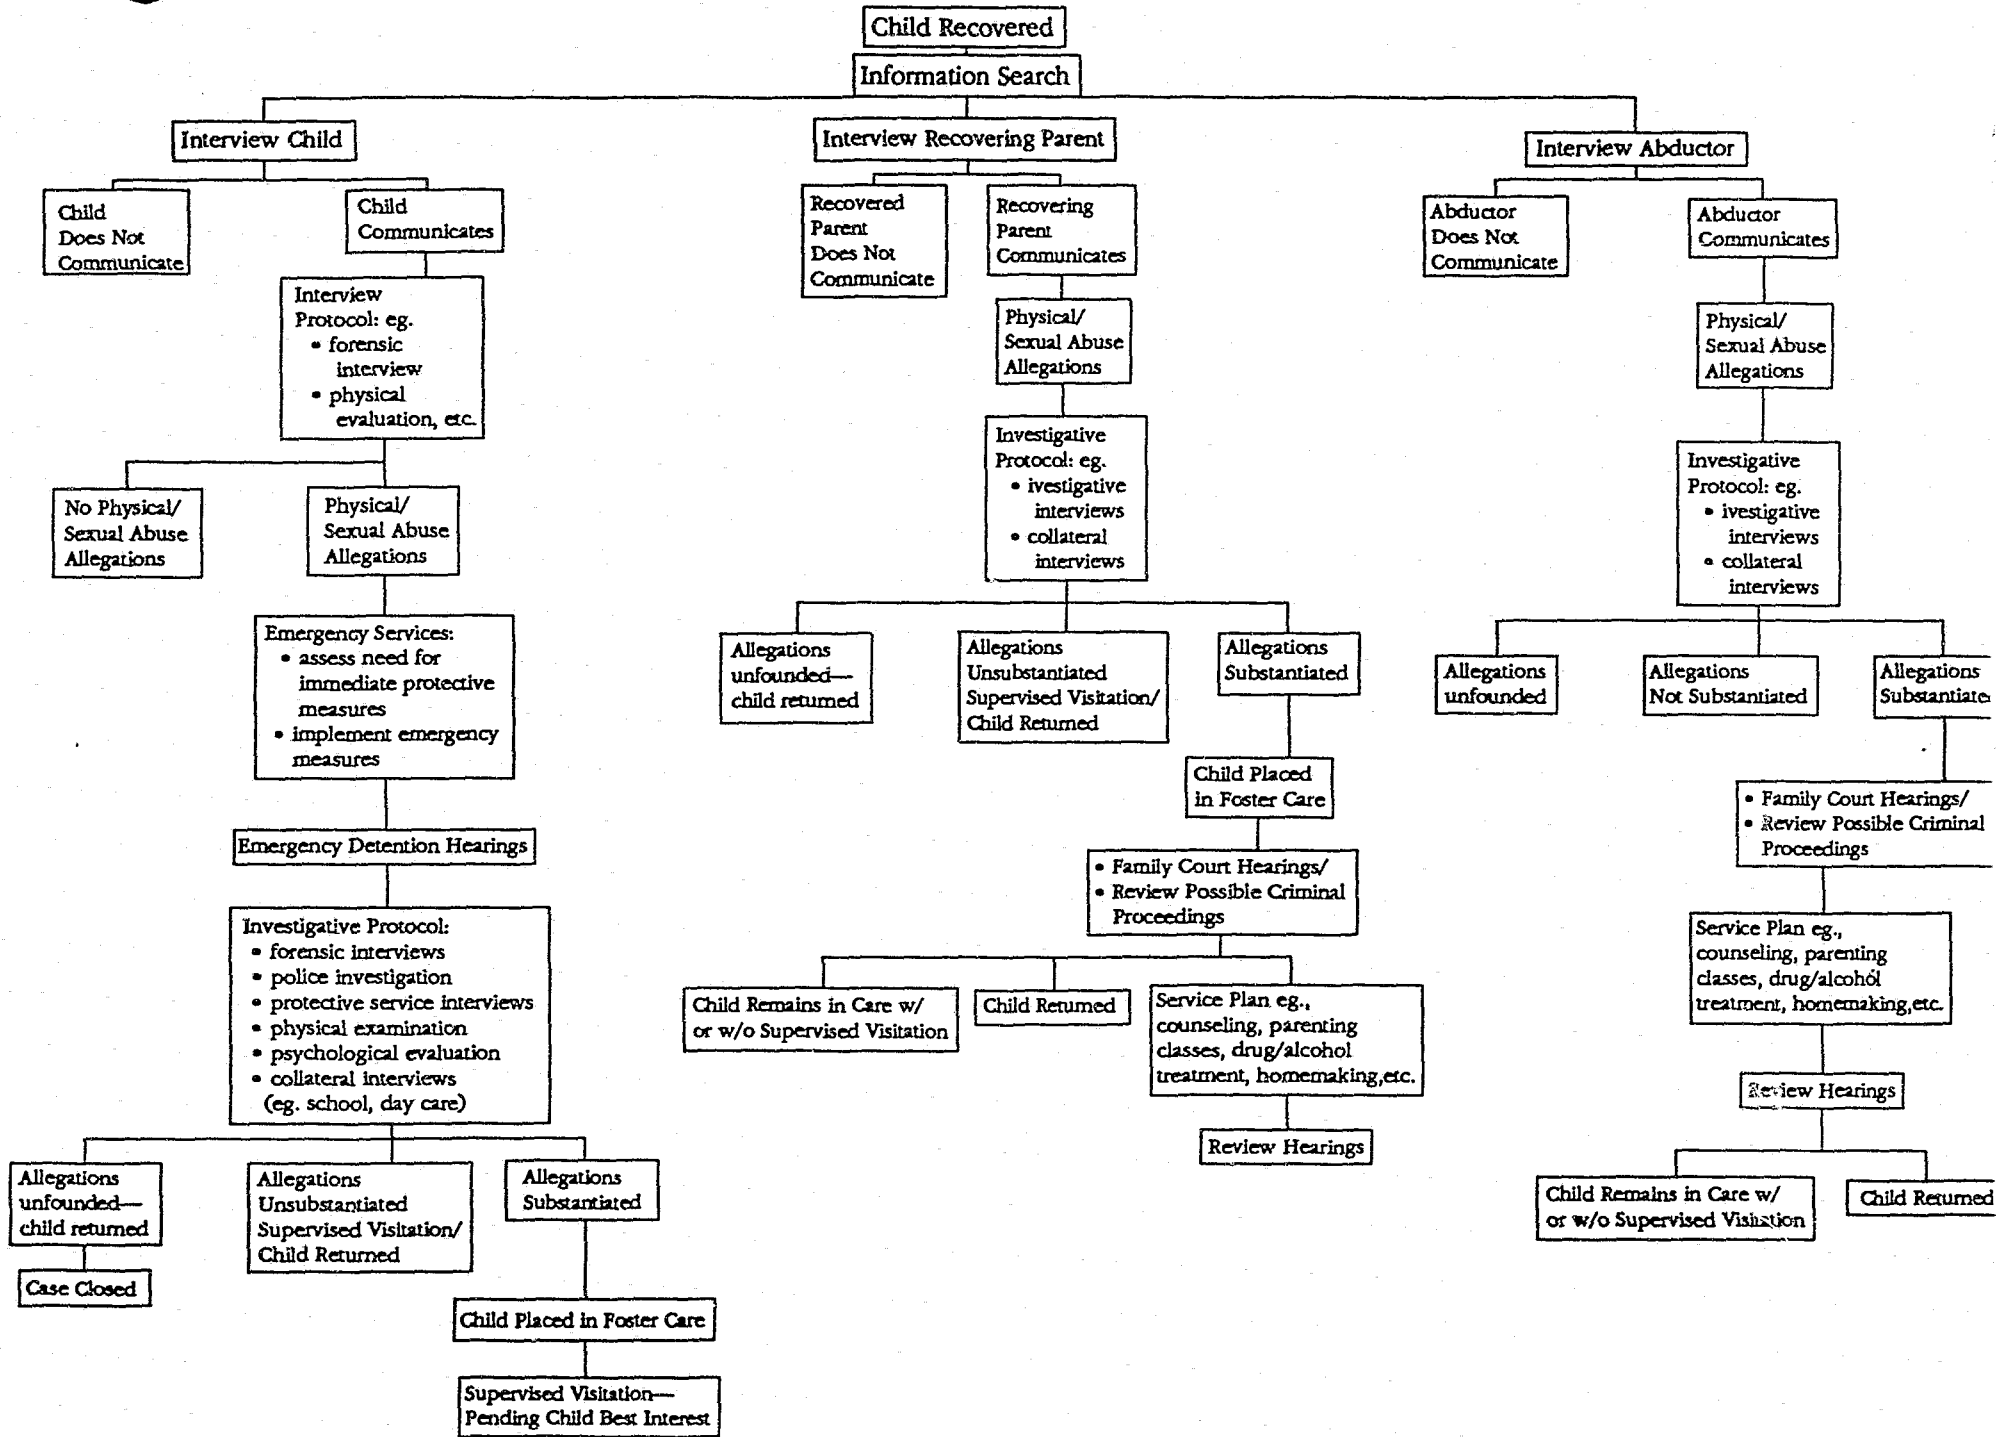 Child Recovered
Information Search
Interview Child
Child
Does Not
Communicate
Child
Communicates
Interview
Protocol: eg.
• forensic
interview
• physical
evaluation, etc.
No Physical/
Sexual Abuse
Allegations
Physical/
Sexual Abuse
Allegations
Emergency Services:
• assess need for
immediate protective
measures
• implement emergency
measures
Emergency Detention Hearings
Investigative Protocol:
• forensic interviews
• police investigation
• protective service interviews
• physical examination
• psychological evaluation
• collateral interviews
(eg. school, day care)
Allegations
unfounded—
child returned
Case Closed
Allegations
Unsubstantiated
Supervised Visitation/
Child Returned
Allegations
Substantiated
Child Placed in Foster Care
Supervised Visitation—
Pending Child Best Interest
Interview Recovering Parent
Recovered
Parent
Does Not
Communicate
Recovering
Parent
Communicates
Physical/
Sexual Abuse
Allegations
Investigative
Protocol: eg.
• ivestigative
interviews
• collateral
interviews
Allegations
unfounded—
child returned
Allegations
Unsubstantiated
Supervised Visitation/
Child Returned
Allegations
Substantiated
Child Placed
in Foster Care
• Family Court Hearings/
• Review Possible Criminal
Proceedings
Child Remains in Care w/
or w/o Supervised Visitation
Child Returned
Service Plan eg.,
counseling, parenting
classes, drug/alcohol
treatment, homemaking,etc.
Review Hearings
Interview Abductor
Abductor
Does Not
Communicate
Abductor
Communicates
Physical/
Sexual Abuse
Allegations
Investigative
Protocol: eg.
• ivestigative
interviews
• collateral
interviews
Allegations
unfounded
Allegations
Not Substantiated
Allegations
Substantiate
• Family Court Hearings/
• Review Possible Criminal
Proceedings
Service Plan eg.,
counseling, parenting
classes, drug/alcohol
treatment, homemaking,etc.
Review Hearings
Child Remains in Care w/
or w/o Supervised Visitation
Child Returned